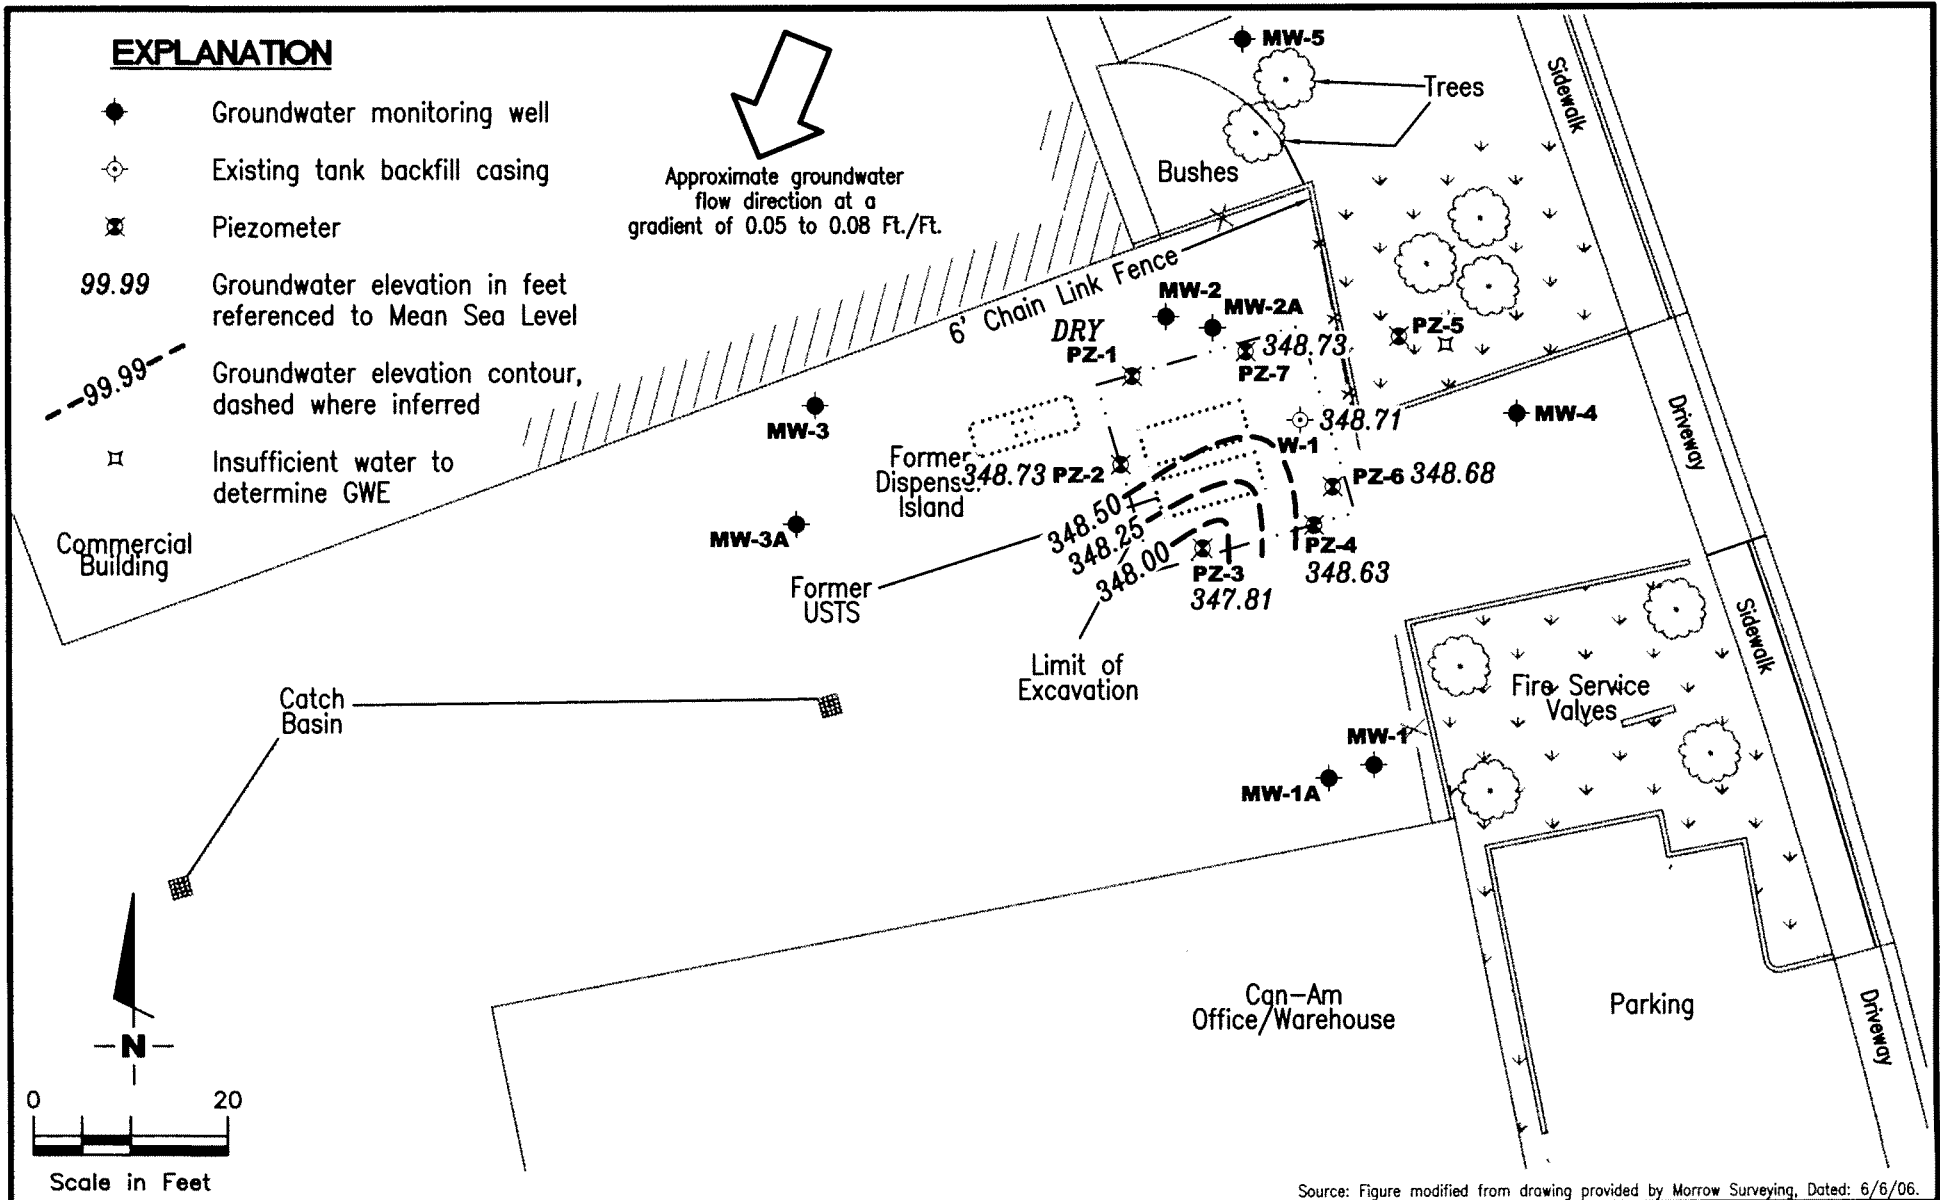 EXPLANATION
Groundwater monitoring well
Existing tank backfill casing
Piezometer
99.99
Groundwater elevation in feet
referenced to Mean Sea Level
99.99
Groundwater elevation contour,
dashed where inferred
Insufficient water to
determine GWE
Approximate groundwater
flow direction at a
gradient of 0.05 to 0.08 Ft./Ft.
MW-5
Trees
Bushes
Sidewalk
6' Chain Link Fence
MW-2
MW-2A
DRY
PZ-1
348.73
PZ-7
PZ-5
MW-3
348.71
W-1
MW-4
Driveway
Former
Dispenser
Island
348.73
PZ-2
PZ-6
348.68
MW-3A
348.50
348.25
348.00
PZ-4
348.63
PZ-3
347.81
Commercial
Building
Former
USTS
Limit of
Excavation
Sidewalk
Catch
Basin
Fire Service
Valves
MW-1
MW-1A
Can-Am
Office/Warehouse
Parking
Driveway
N
0
20
Scale in Feet
Source: Figure modified from drawing provided by Morrow Surveying, Dated: 6/6/06.